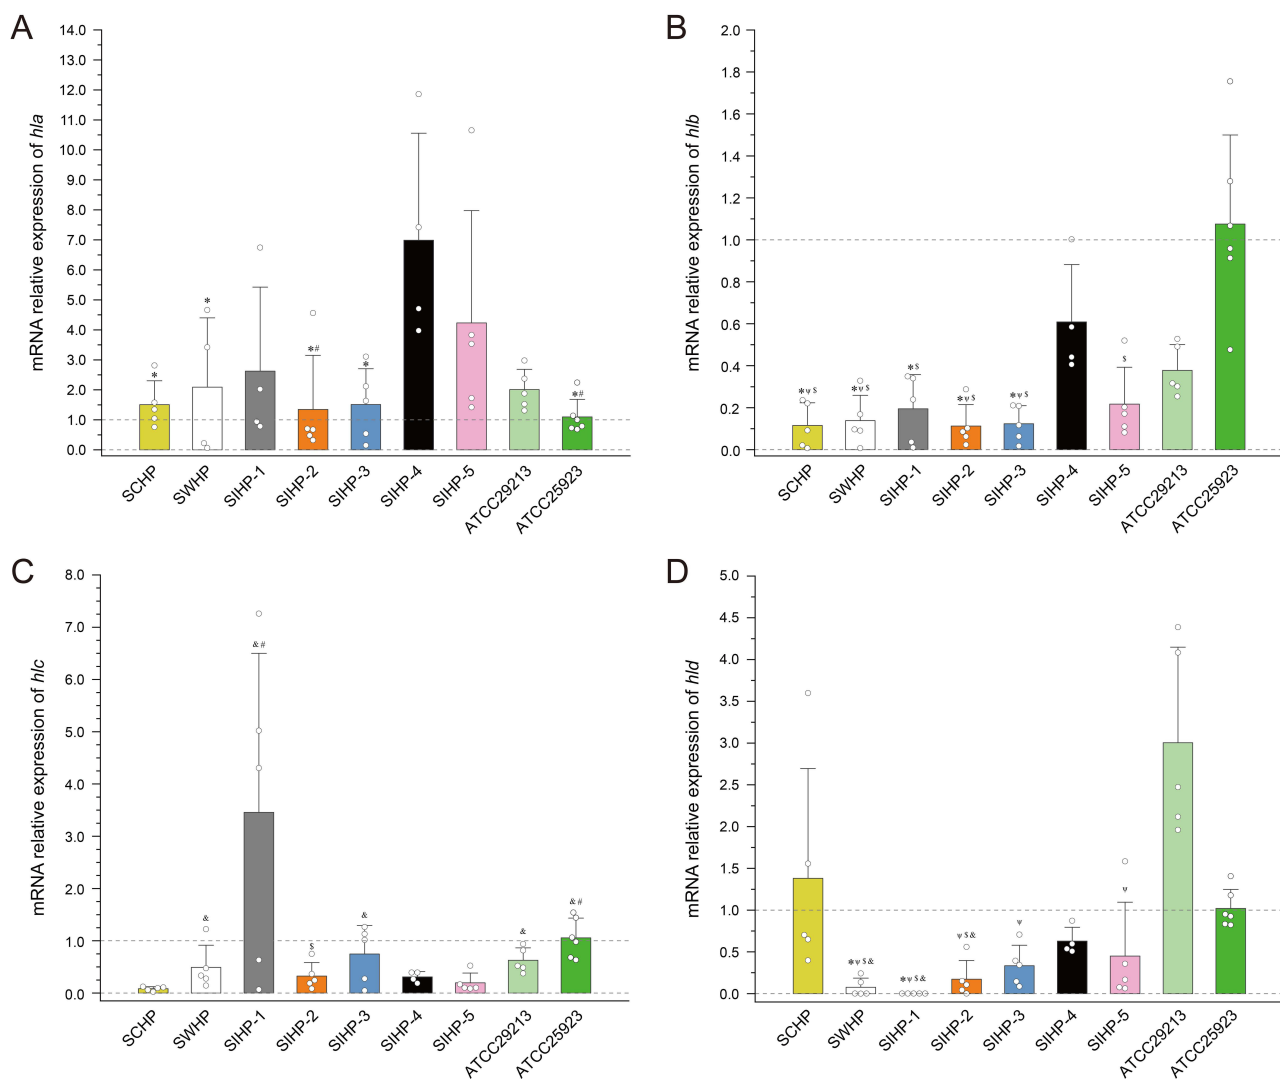 A
mRNA relative expression of hla
14.0
13.0
12.0
11.0
10.0
9.0
8.0
7.0
6.0
5.0
4.0
3.0
2.0
1.0
0.0
*
*
*#
*
*#
SCHP
SWHP
SIHP-1
SIHP-2
SIHP-3
SIHP-4
SIHP-5
ATCC29213
ATCC25923
B
mRNA relative expression of hlb
2.0
1.8
1.6
1.4
1.2
1.0
0.8
0.6
0.4
0.2
0.0
*ψ$
*ψ$
*$
*ψ$
*ψ$
$
SCHP
SWHP
SIHP-1
SIHP-2
SIHP-3
SIHP-4
SIHP-5
ATCC29213
ATCC25923
C
mRNA relative expression of hlc
8.0
7.0
6.0
5.0
4.0
3.0
2.0
1.0
0.0
&
&#
$
&
&
&#
SCHP
SWHP
SIHP-1
SIHP-2
SIHP-3
SIHP-4
SIHP-5
ATCC29213
ATCC25923
D
mRNA relative expression of hld
5.0
4.5
4.0
3.5
3.0
2.5
2.0
1.5
1.0
0.5
0.0
*ψ$&
*ψ$&
ψ$&
ψ
ψ
SCHP
SWHP
SIHP-1
SIHP-2
SIHP-3
SIHP-4
SIHP-5
ATCC29213
ATCC25923